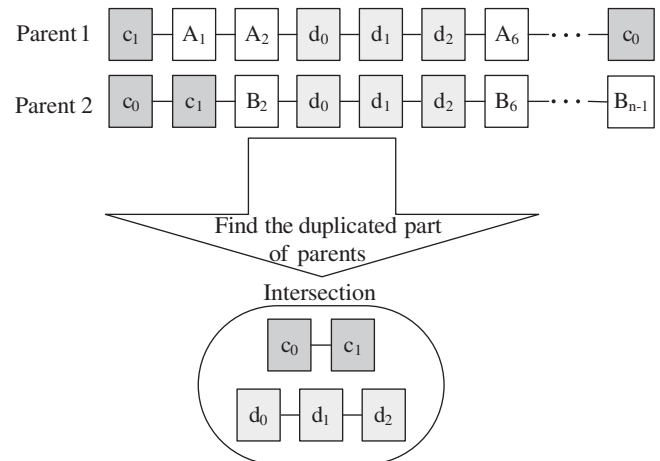 Parent 1 c₁ A₁ A₂ d₀ d₁ d₂ A₆ ··· c₀
Parent 2 c₀ c₁ B₂ d₀ d₁ d₂ B₆ ··· Bₙ₋₁
Find the duplicated part
of parents
Intersection
c₀ c₁
d₀ d₁ d₂